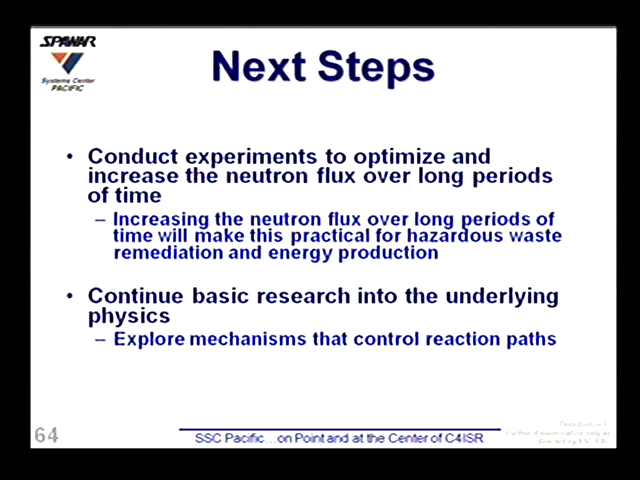 SPAWAR
Systems Center
PACIFIC
Next Steps
• Conduct experiments to optimize and
increase the neutron flux over long periods
of time
– Increasing the neutron flux over long periods of
time will make this practical for hazardous waste
remediation and energy production
• Continue basic research into the underlying
physics
– Explore mechanisms that control reaction paths
64
SSC Pacific…on Point and at the Center of C4ISR